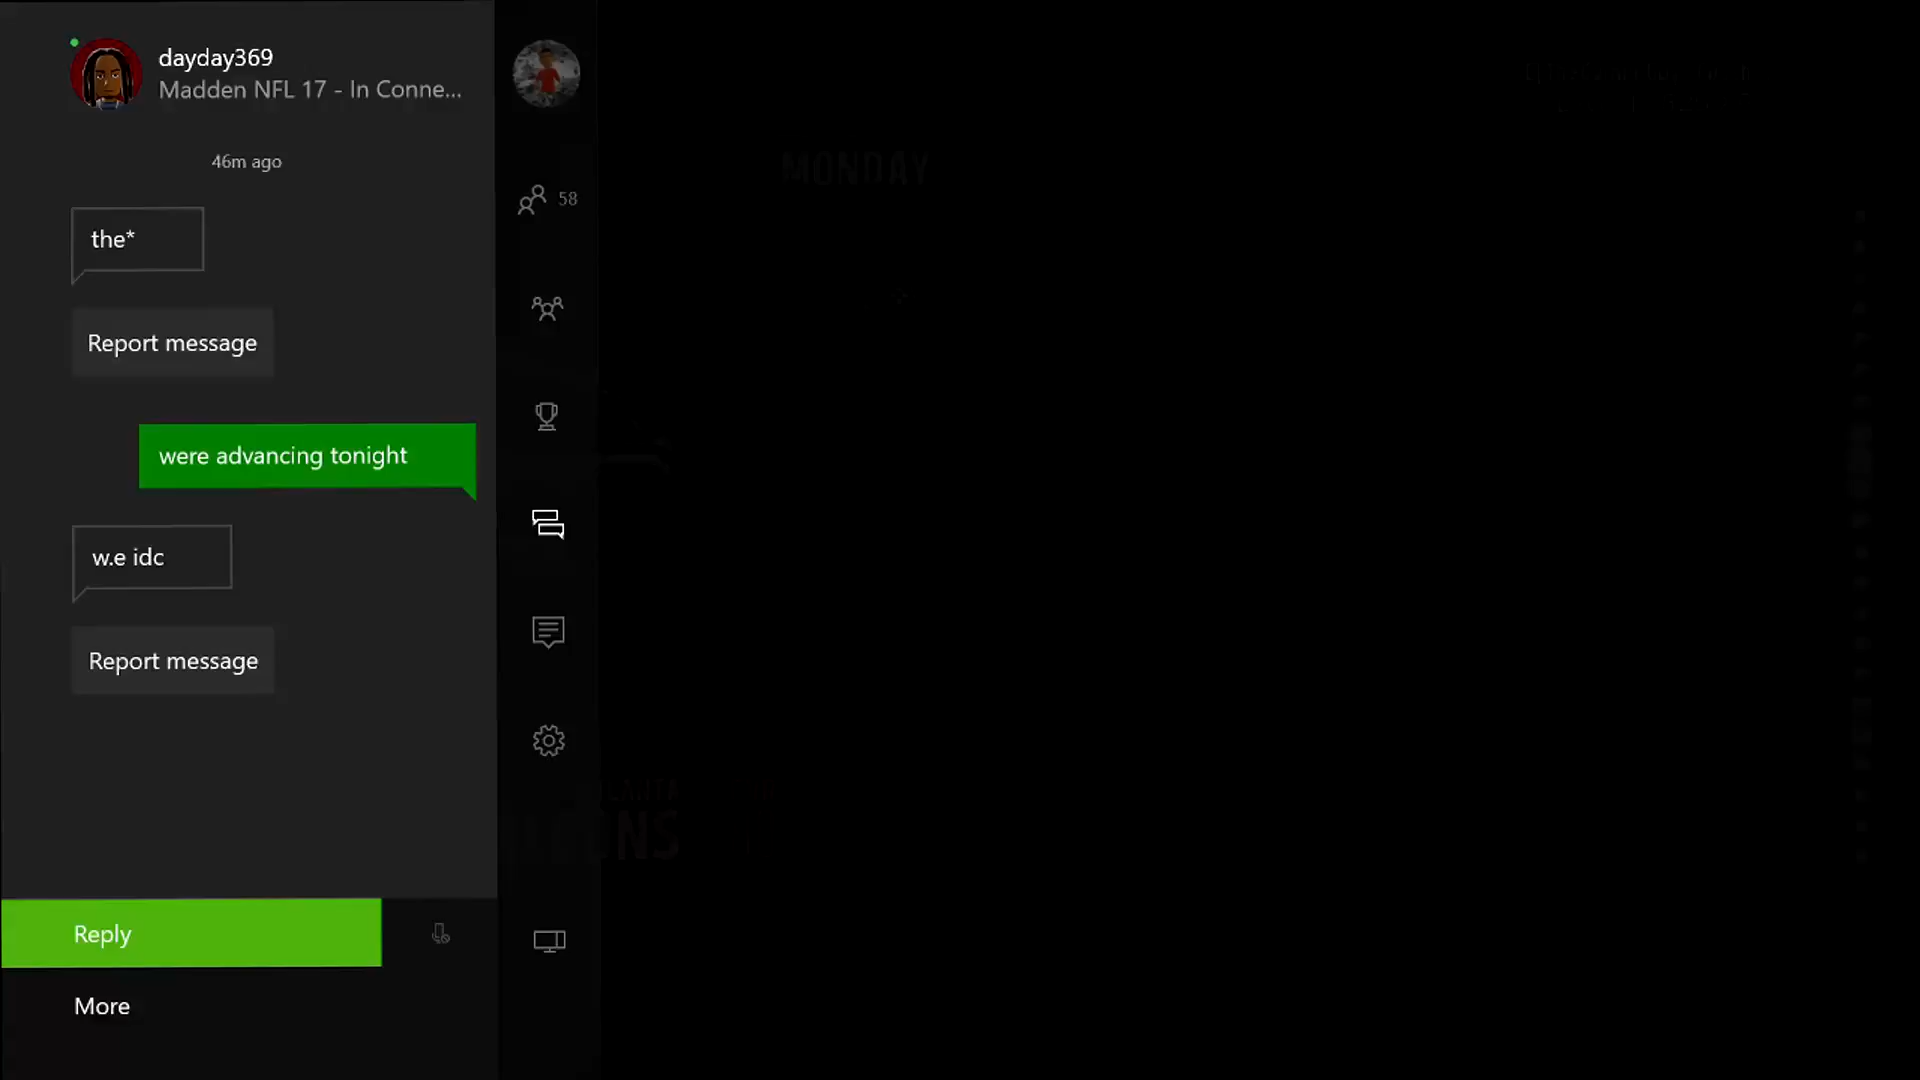 dayday369
Madden NFL 17 - In Conne...
46m ago
the*
Report message
were advancing tonight
w.e idc
Report message
Reply
More
58
MONDAY